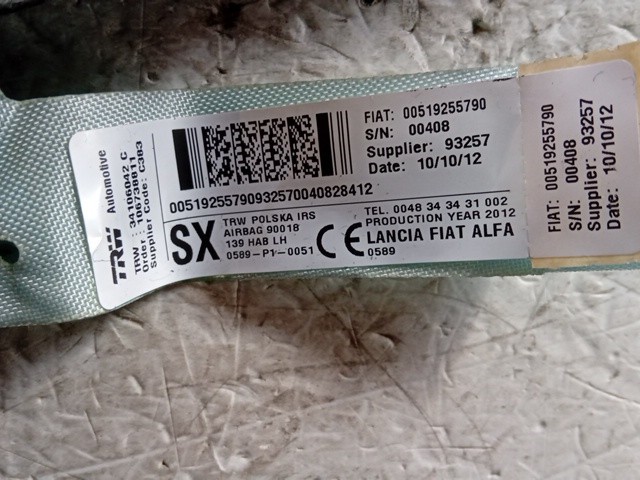 TRW Automotive
TRW : 34106042 C
Order : 106738811
Supplier Code: C383
FIAT: 00519255790
S/N: 00408
Supplier: 93257
Date: 10/10/12
00519255790932570040828412
SX
TRW POLSKA IRS
AIRBAG 90018
139 HAB LH
0589-P1-0051
CE
TEL. 0048 34 34 31 002
PRODUCTION YEAR 2012
LANCIA FIAT ALFA
0589
FIAT: 00519255790
S/N: 00408
Supplier: 93257
Date: 10/10/12